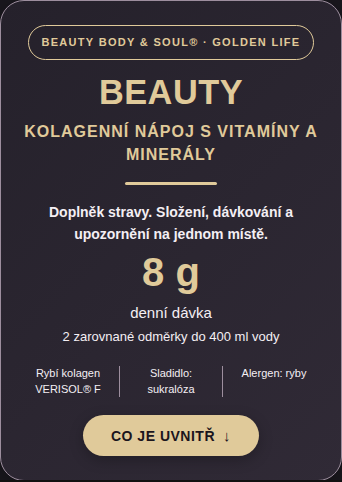 BEAUTY BODY & SOUL® · GOLDEN LIFE
BEAUTY
KOLAGENNÍ NÁPOJ S VITAMÍNY A
MINERÁLY
Doplněk stravy. Složení, dávkování a
upozornění na jednom místě.
8 g
denní dávka
2 zarovnané odměrky do 400 ml vody
Rybí kolagen
VERISOL® F
Sladidlo:
sukralóza
Alergen: ryby
CO JE UVNITŘ ↓